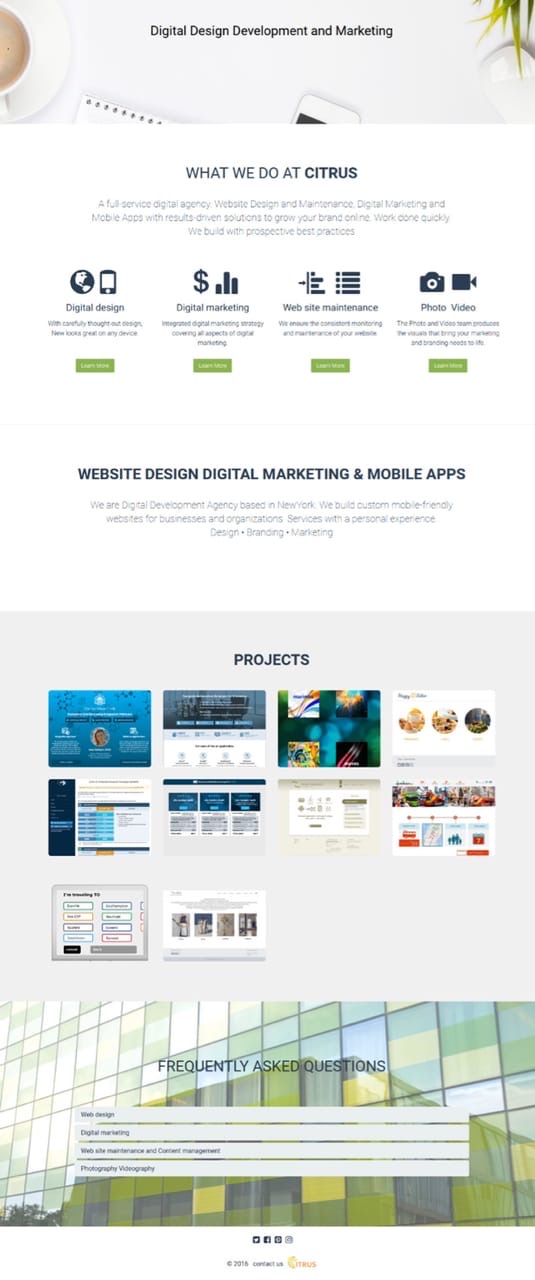 Digital Design Development and Marketing
WHAT WE DO AT CITRUS
A full-service digital agency. Website Design and Maintenance, Digital Marketing and
Mobile Apps with results-driven solutions to grow your brand online. Work done quickly.
We build with prospective best practices
Digital design
With carefully thought-out design,
New looks great on any device.
Learn More
Digital marketing
Integrated digital marketing strategy
covering all aspects of digital
marketing.
Learn More
Web site maintenance
We ensure the consistent monitoring
and maintenance of your website.
Learn More
Photo Video
The Photo and Video team produces
the visuals that bring your marketing
and branding needs to life.
Learn More
WEBSITE DESIGN DIGITAL MARKETING & MOBILE APPS
We are Digital Development Agency based in NewYork. We build custom mobile-friendly
websites for businesses and organizations. Services with a personal experience.
Design • Branding • Marketing
PROJECTS
I'm travelling TO
FREQUENTLY ASKED QUESTIONS
Web design
Digital marketing
Web site maintenance and Content management
Photography Videography
© 2016 contact us CITRUS